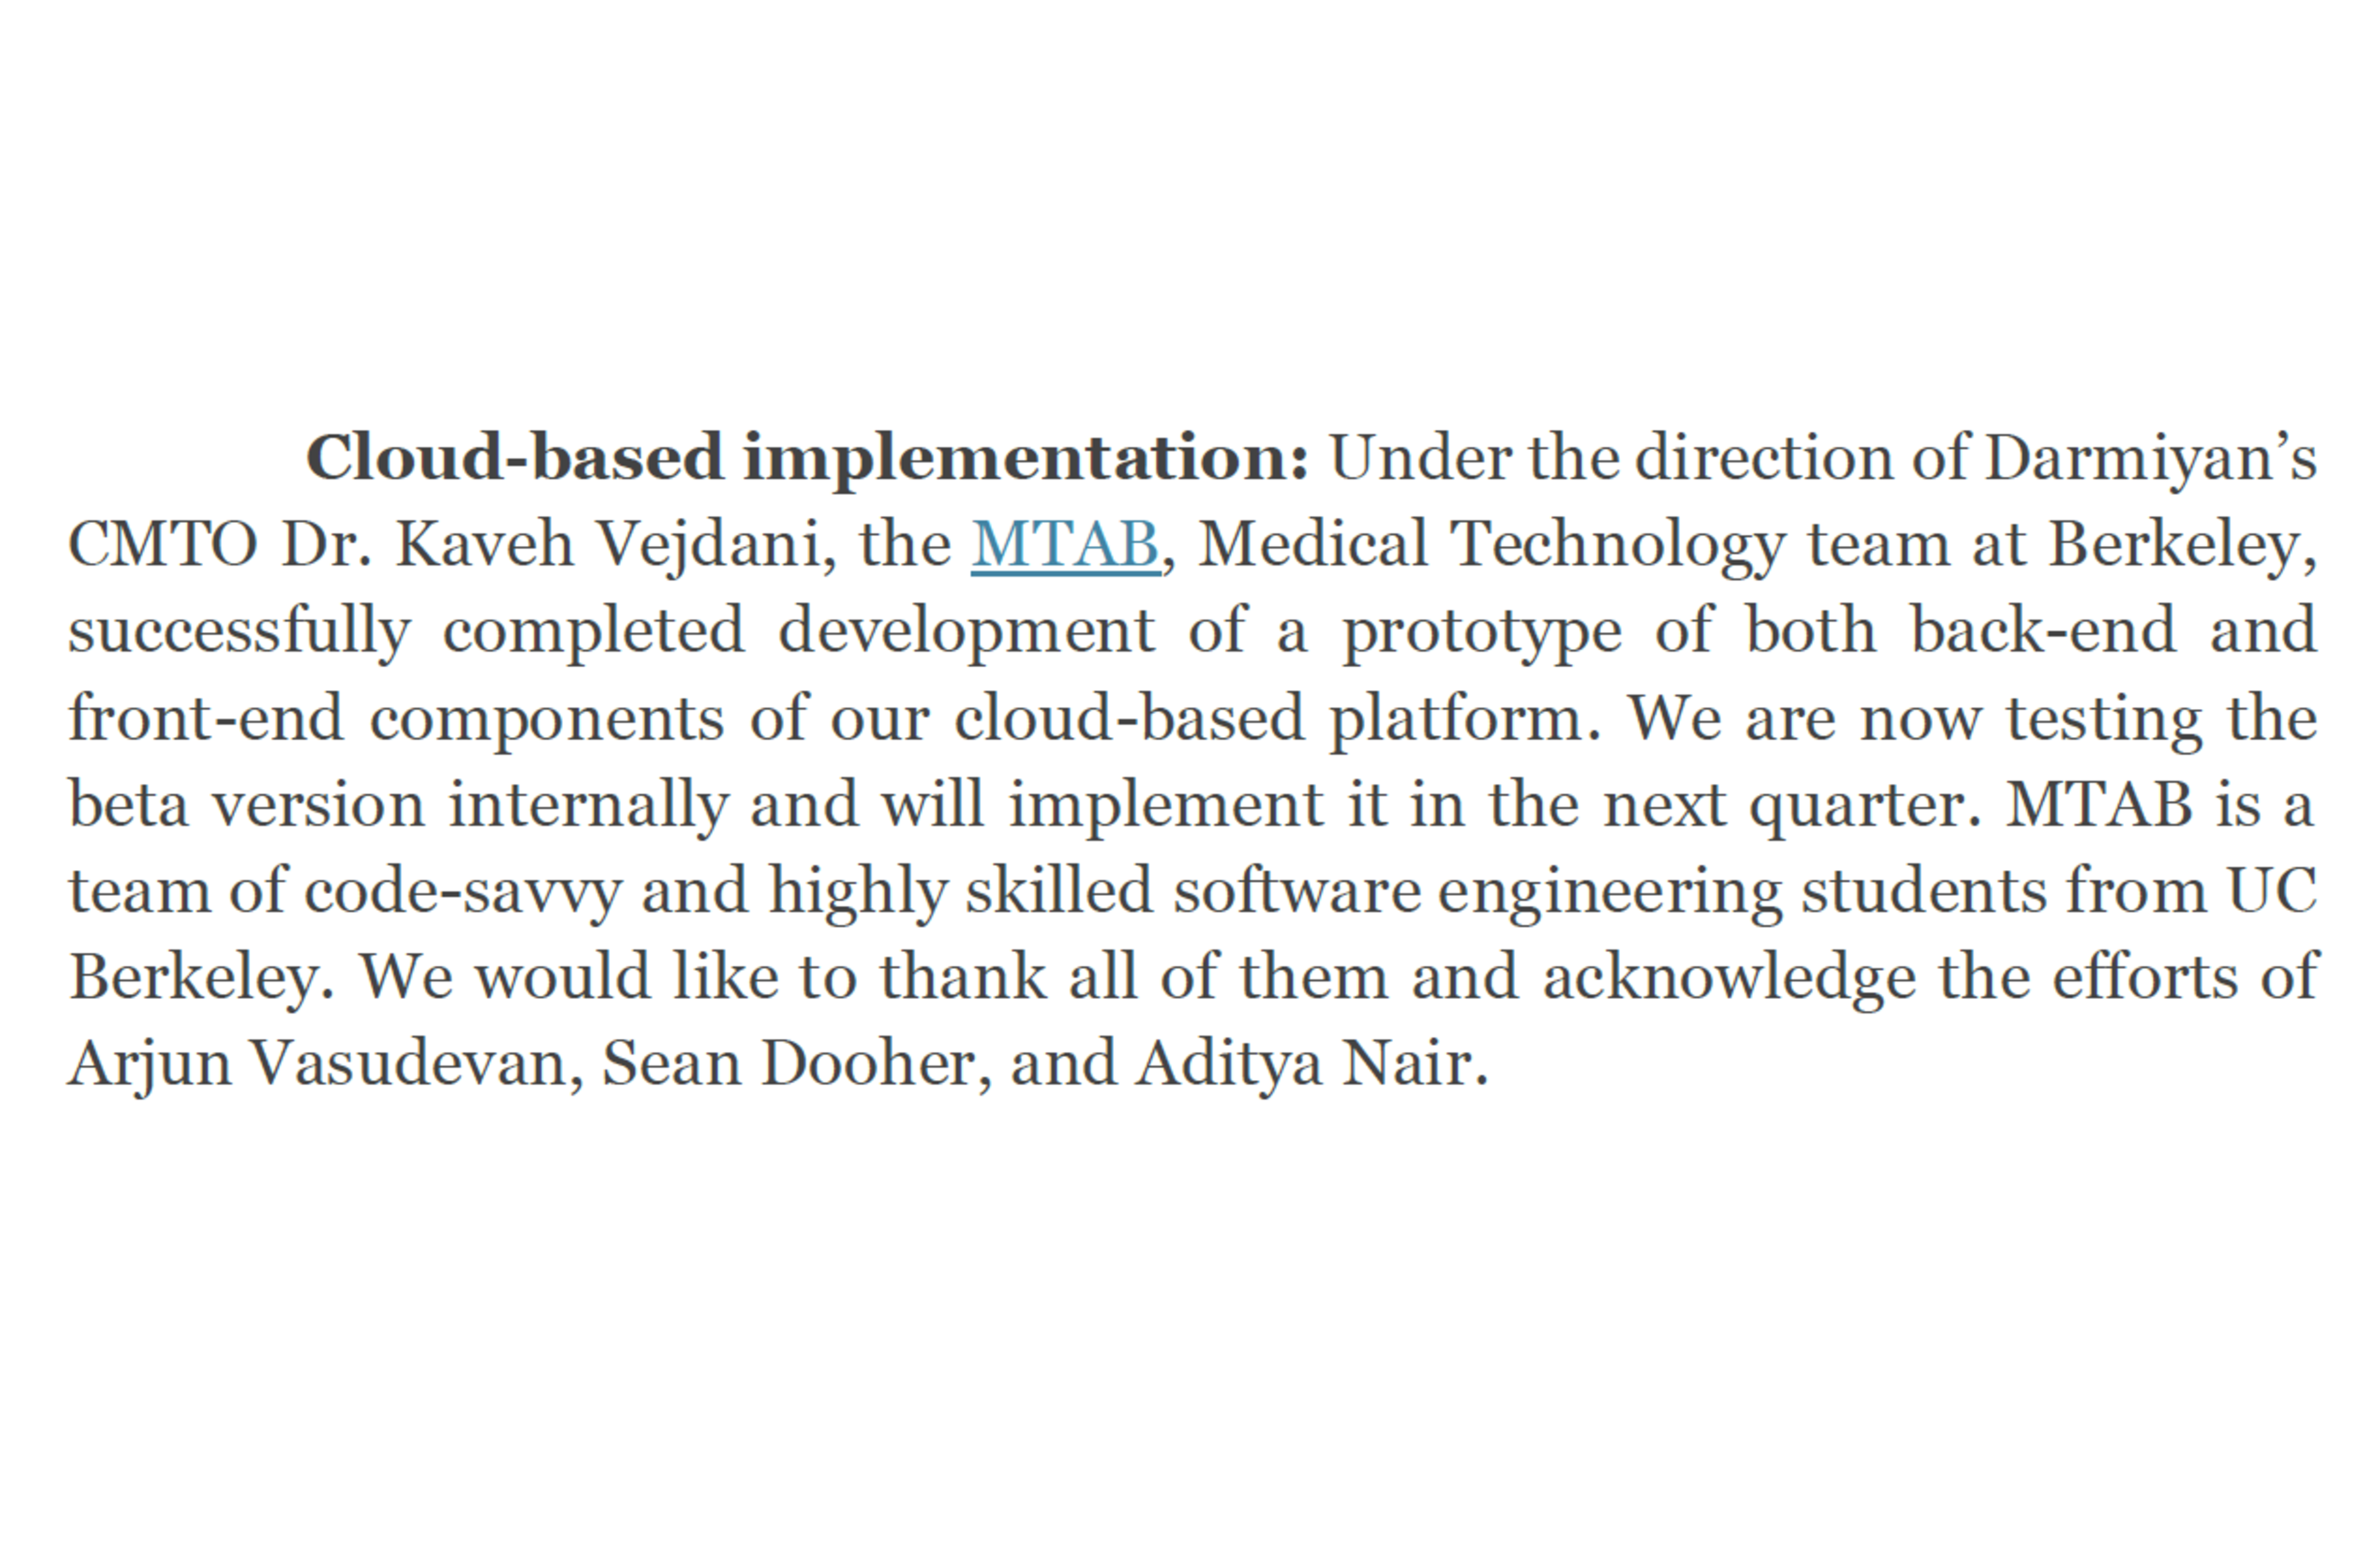 Cloud-based implementation: Under the direction of Darmiyan’s
CMTO Dr. Kaveh Vejdani, the MTAB, Medical Technology team at Berkeley,
successfully completed development of a prototype of both back-end and
front-end components of our cloud-based platform. We are now testing the
beta version internally and will implement it in the next quarter. MTAB is a
team of code-savvy and highly skilled software engineering students from UC
Berkeley. We would like to thank all of them and acknowledge the efforts of
Arjun Vasudevan, Sean Dooher, and Aditya Nair.